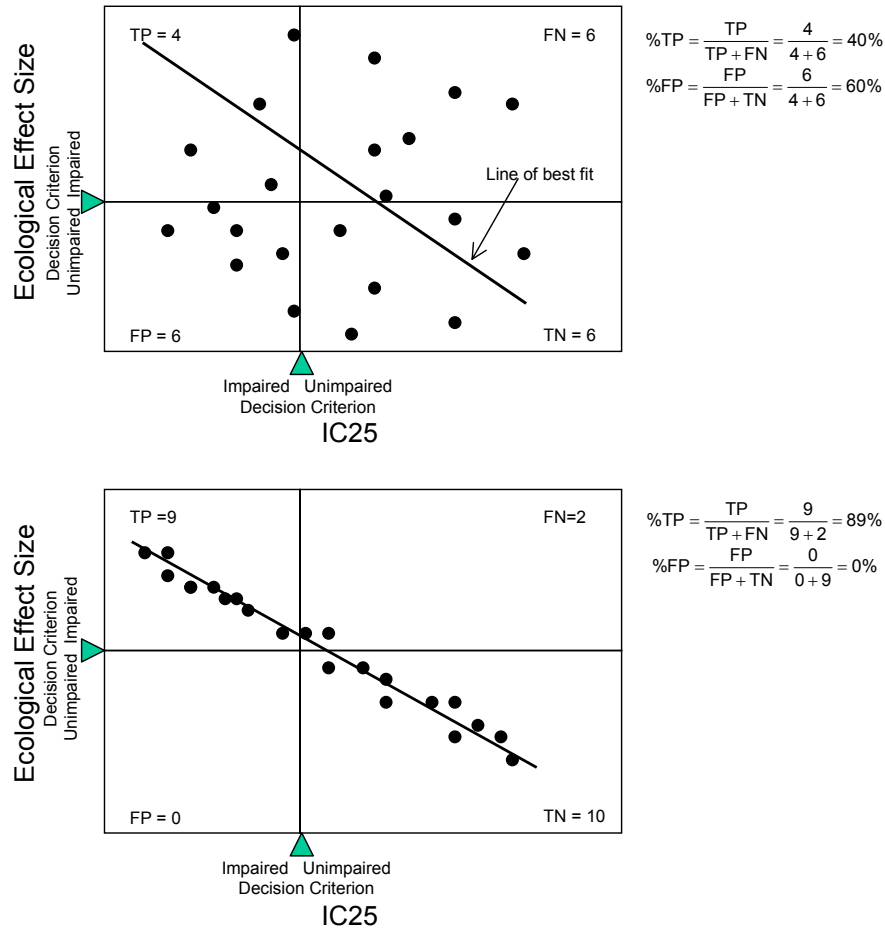 TP = 4
FN = 6
%TP = TP / TP + FN = 4 / 4 + 6 = 40%
%FP = FP / FP + TN = 6 / 4 + 6 = 60%
Ecological Effect Size
Decision Criterion
Unimpaired Impaired
Line of best fit
FP = 6
TN = 6
Impaired Unimpaired
Decision Criterion
IC25
TP =9
FN=2
%TP = TP / TP + FN = 9 / 9 + 2 = 89%
%FP = FP / FP + TN = 0 / 0 + 9 = 0%
Ecological Effect Size
Decision Criterion
Unimpaired Impaired
FP = 0
TN = 10
Impaired Unimpaired
Decision Criterion
IC25